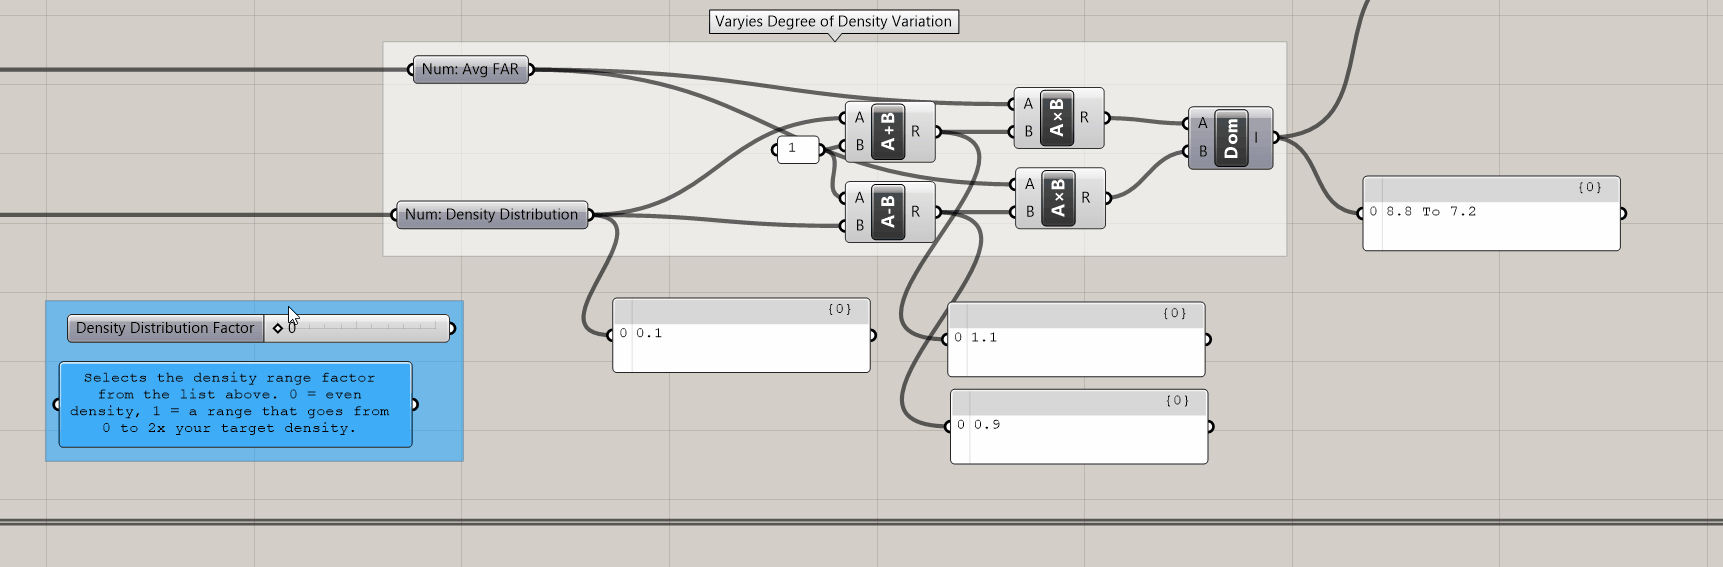 Varyies Degree of Density Variation
Num: Avg FAR
1
A
B
A+B
R
A
B
A-B
R
A
B
A×B
R
A
B
A×B
R
A
B
Dom
I
{0}
0 8.8 To 7.2
Num: Density Distribution
Density Distribution Factor
0
Selects the density range factor
from the list above. 0 = even
density, 1 = a range that goes from
0 to 2x your target density.
{0}
0 0.1
{0}
0 1.1
{0}
0 0.9